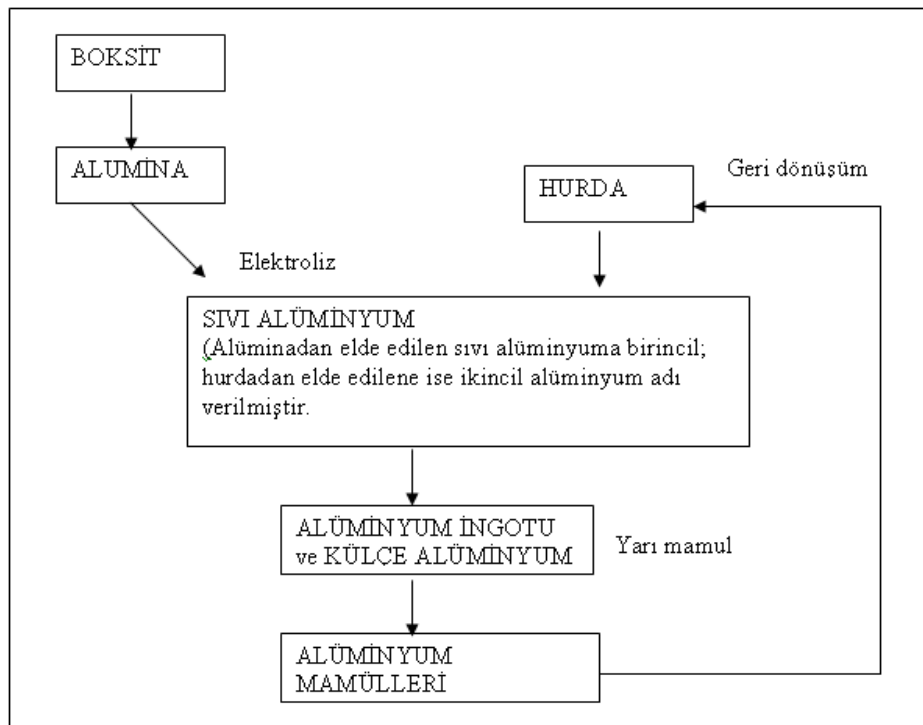 BOKSİT
ALUMİNA
Geri dönüşüm
HURDA
Elektroliz
SIVI ALÜMİNYUM
(Alüminadan elde edilen sıvı alüminyuma birincil;
hurdadan elde edilene ise ikincil alüminyum adı
verilmiştir.
ALÜMİNYUM İNGOTU
ve KÜLÇE ALÜMİNYUM
Yarı mamul
ALÜMİNYUM
MAMÜLLERİ